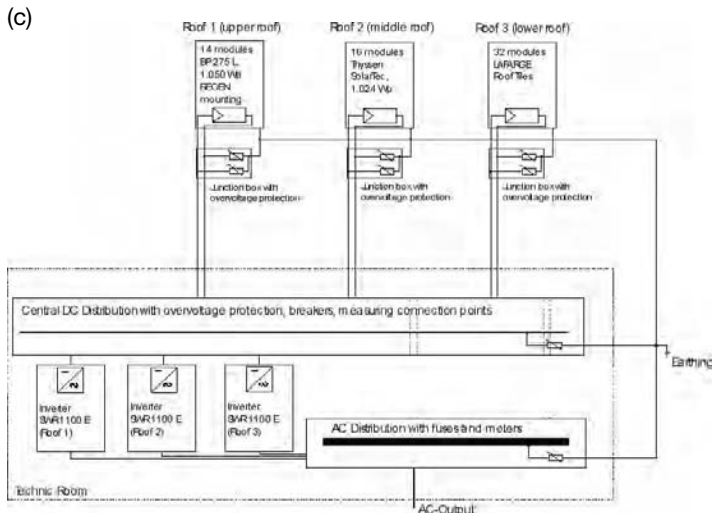 (c)
Roof 1 (upper roof)
Roof 2 (middle roof)
Roof 3 (lower roof)
14 modules
BP275 L,
1.050 Wp
REGEN
mounting
16 modules
Thyssen
SolarTec,
1.024 Wp
32 modules
LAFARGE
Roof Tiles
Junction box with
overvoltage protection
Junction box with
overvoltage protection
Junction box with
overvoltage protection
Central DC Distribution with overvoltage protection, breakers, measuring connection points
Earthing
Inverter
SWR1100 E
(Roof 1)
Inverter
SWR1100 E
(Roof 2)
Inverter
SWR1100 E
(Roof 3)
AC Distribution with fuses and meters
Technic Room
AC-Output